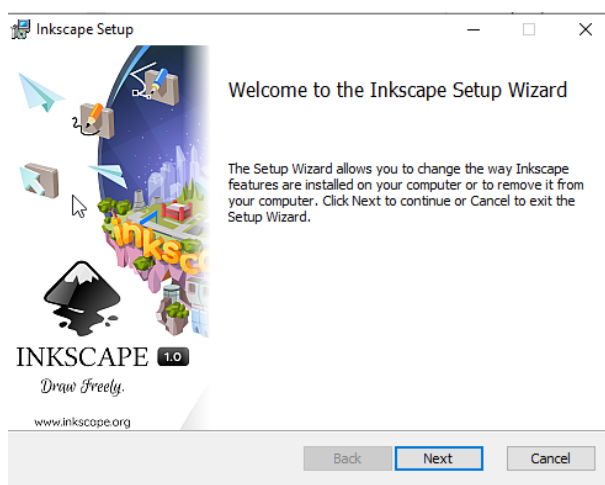 Inkscape Setup
Welcome to the Inkscape Setup Wizard
The Setup Wizard allows you to change the way Inkscape
features are installed on your computer or to remove it from
your computer. Click Next to continue or Cancel to exit the
Setup Wizard.
inksc
INKSCAPE 1.0
Draw Freely.
www.inkscape.org
Back Next Cancel